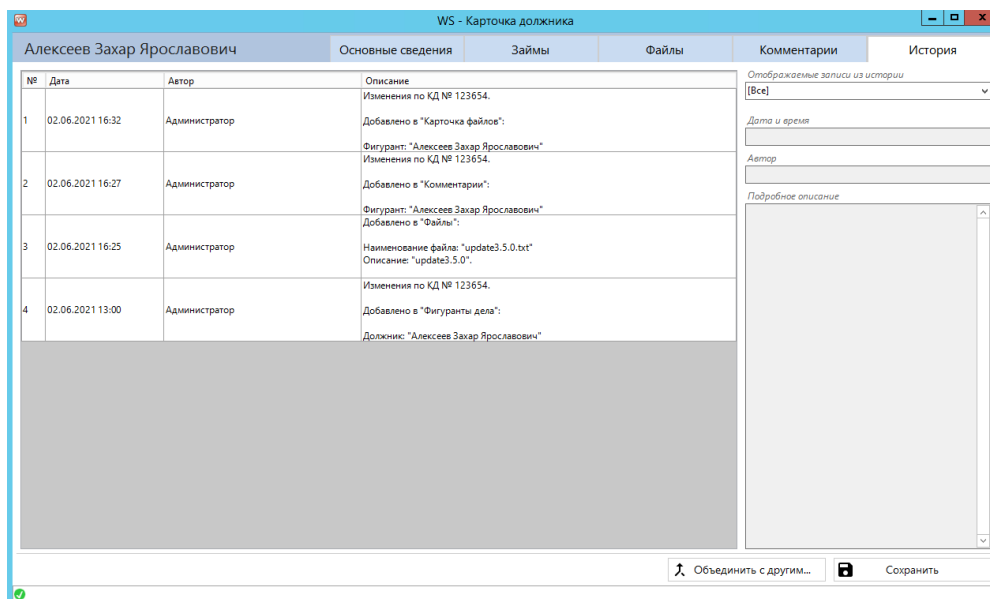 WS - Карточка должника
Алексеев Захар Ярославович
Основные сведения
Займы
Файлы
Комментарии
История
№ Дата Автор Описание
1 02.06.2021 16:32 Администратор
Изменения по КД № 123654.
Добавлено в "Карточка файлов":
Фигурант: "Алексеев Захар Ярославович"
2 02.06.2021 16:27 Администратор
Изменения по КД № 123654.
Добавлено в "Комментарии":
Фигурант: "Алексеев Захар Ярославович"
3 02.06.2021 16:25 Администратор
Добавлено в "Файлы":
Наименование файла: "update3.5.0.txt"
Описание: "update3.5.0".
4 02.06.2021 13:00 Администратор
Изменения по КД № 123654.
Добавлено в "Фигуранты дела":
Должник: "Алексеев Захар Ярославович"
Отображаемые записи из истории
[Все]
Дата и время
Автор
Подробное описание
Объединить с другим...
Сохранить